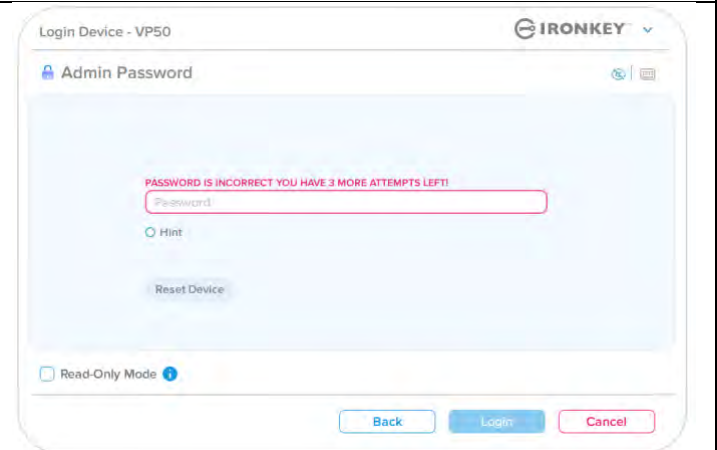 Login Device - VP50
IRONKEY
Admin Password
PASSWORD IS INCORRECT YOU HAVE 3 MORE ATTEMPTS LEFT!
Password
Hint
Reset Device
Read-Only Mode
Back Login Cancel